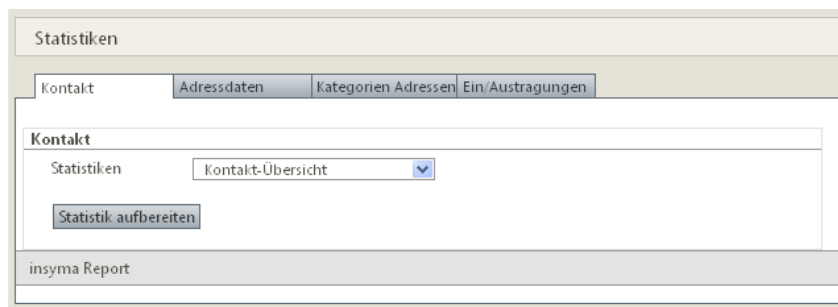 Statistiken
Kontakt Adressdaten Kategorien Adressen Ein/Austragungen
Kontakt
Statistiken Kontakt-Übersicht
Statistik aufbereiten
insyma Report